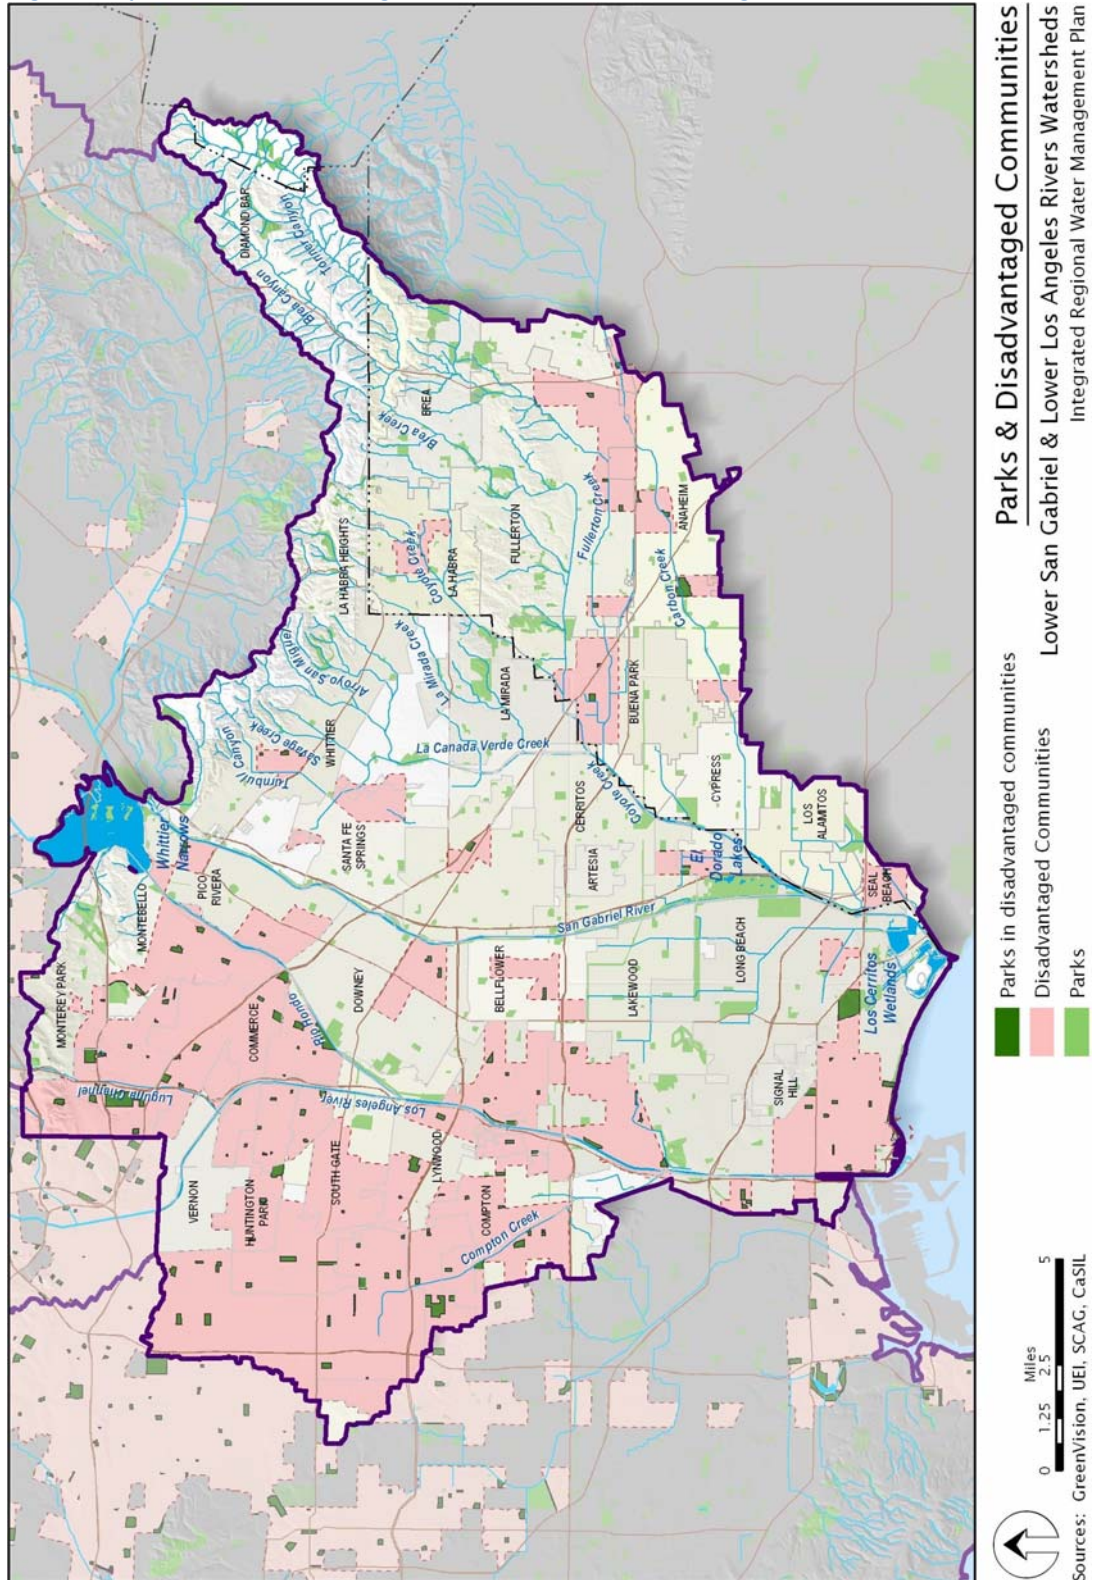 Parks & Disadvantaged Communities
Lower San Gabriel & Lower Los Angeles Rivers Watersheds
Integrated Regional Water Management Plan
Parks in disadvantaged communities
Disadvantaged Communities
Parks
Miles
0 1.25 2.5 5
Sources: GreenVision, UEI, SCAG, CaSIL
MONTEREY PARK
MONTEBELLO
Whittier
Narrows
PICO
RIVERA
COMMERCE
VERNON
HUNTINGTON
PARK
SOUTH GATE
LYNWOOD
COMPTON
Compton Creek
Los Angeles River
Rio Hondo
DOWNEY
BELLFLOWER
SANTA FE
SPRINGS
WHITTIER
Turnbull Canyon
Savage Creek
Arroyo San Miguel
La Mirada Creek
La Canada Verde Creek
LA HABRA HEIGHTS
LA HABRA
Coyote Creek
DIAMOND BAR
Tonner Canyon
Brea Canyon
BREA
Brea Creek
FULLERTON
Fullerton Creek
LA MIRADA
BUENA PARK
ANAHEIM
Carbon Creek
CERRITOS
Coyote Creek
ARTESIA
CYPRESS
El
Dorado
Lakes
LOS
ALAMITOS
SEAL
BEACH
San Gabriel River
LAKEWOOD
LONG BEACH
SIGNAL
HILL
Los Cerritos
Wetlands